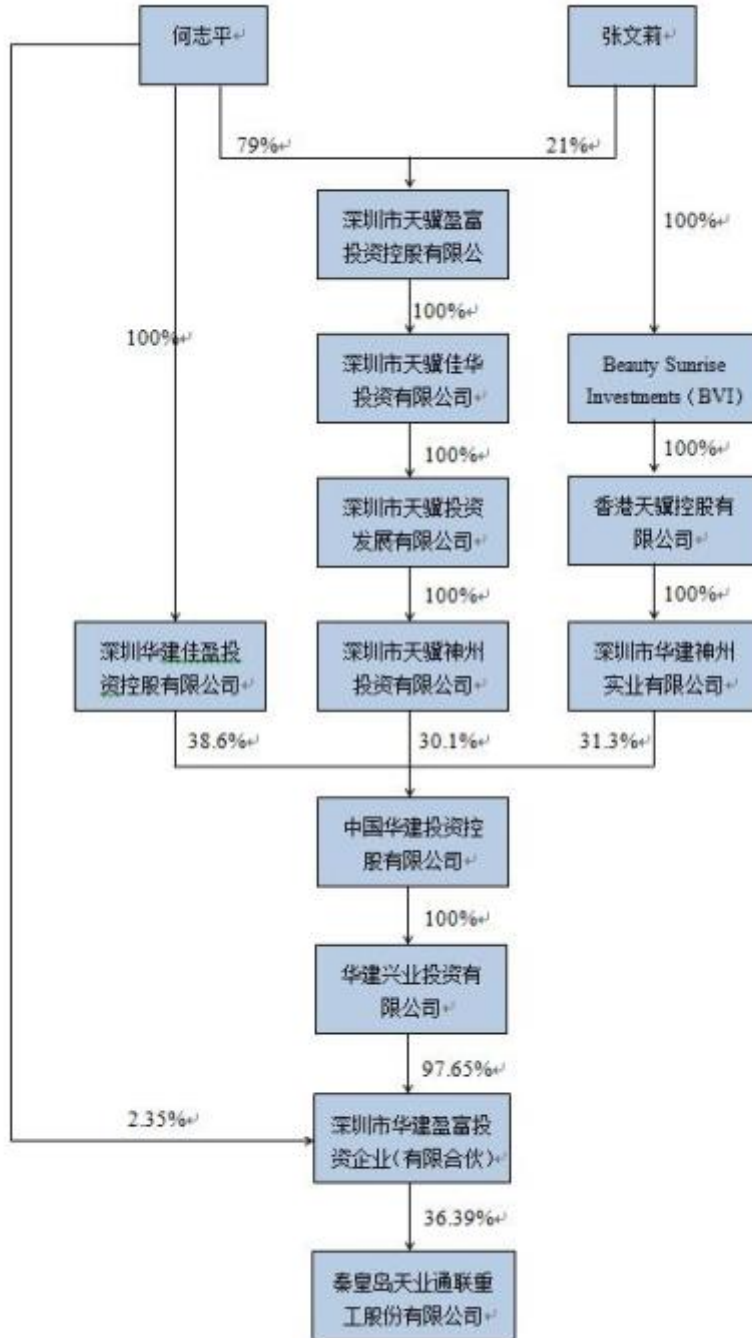 何志平
张文莉
79%
21%
深圳市天骥盈富
投资控股有限公
100%
100%
100%
深圳市天骥佳华
投资有限公司
Beauty Sunrise
Investments（BVI）
100%
100%
深圳市天骥投资
发展有限公司
香港天骥控股有
限公司
100%
100%
深圳华建佳盈投
资控股有限公司
深圳市天骥神州
投资有限公司
深圳市华建神州
实业有限公司
38.6%
30.1%
31.3%
中国华建投资控
股有限公司
100%
华建兴业投资有
限公司
97.65%
2.35%
深圳市华建盈富投
资企业（有限合伙）
36.39%
秦皇岛天业通联重
工股份有限公司